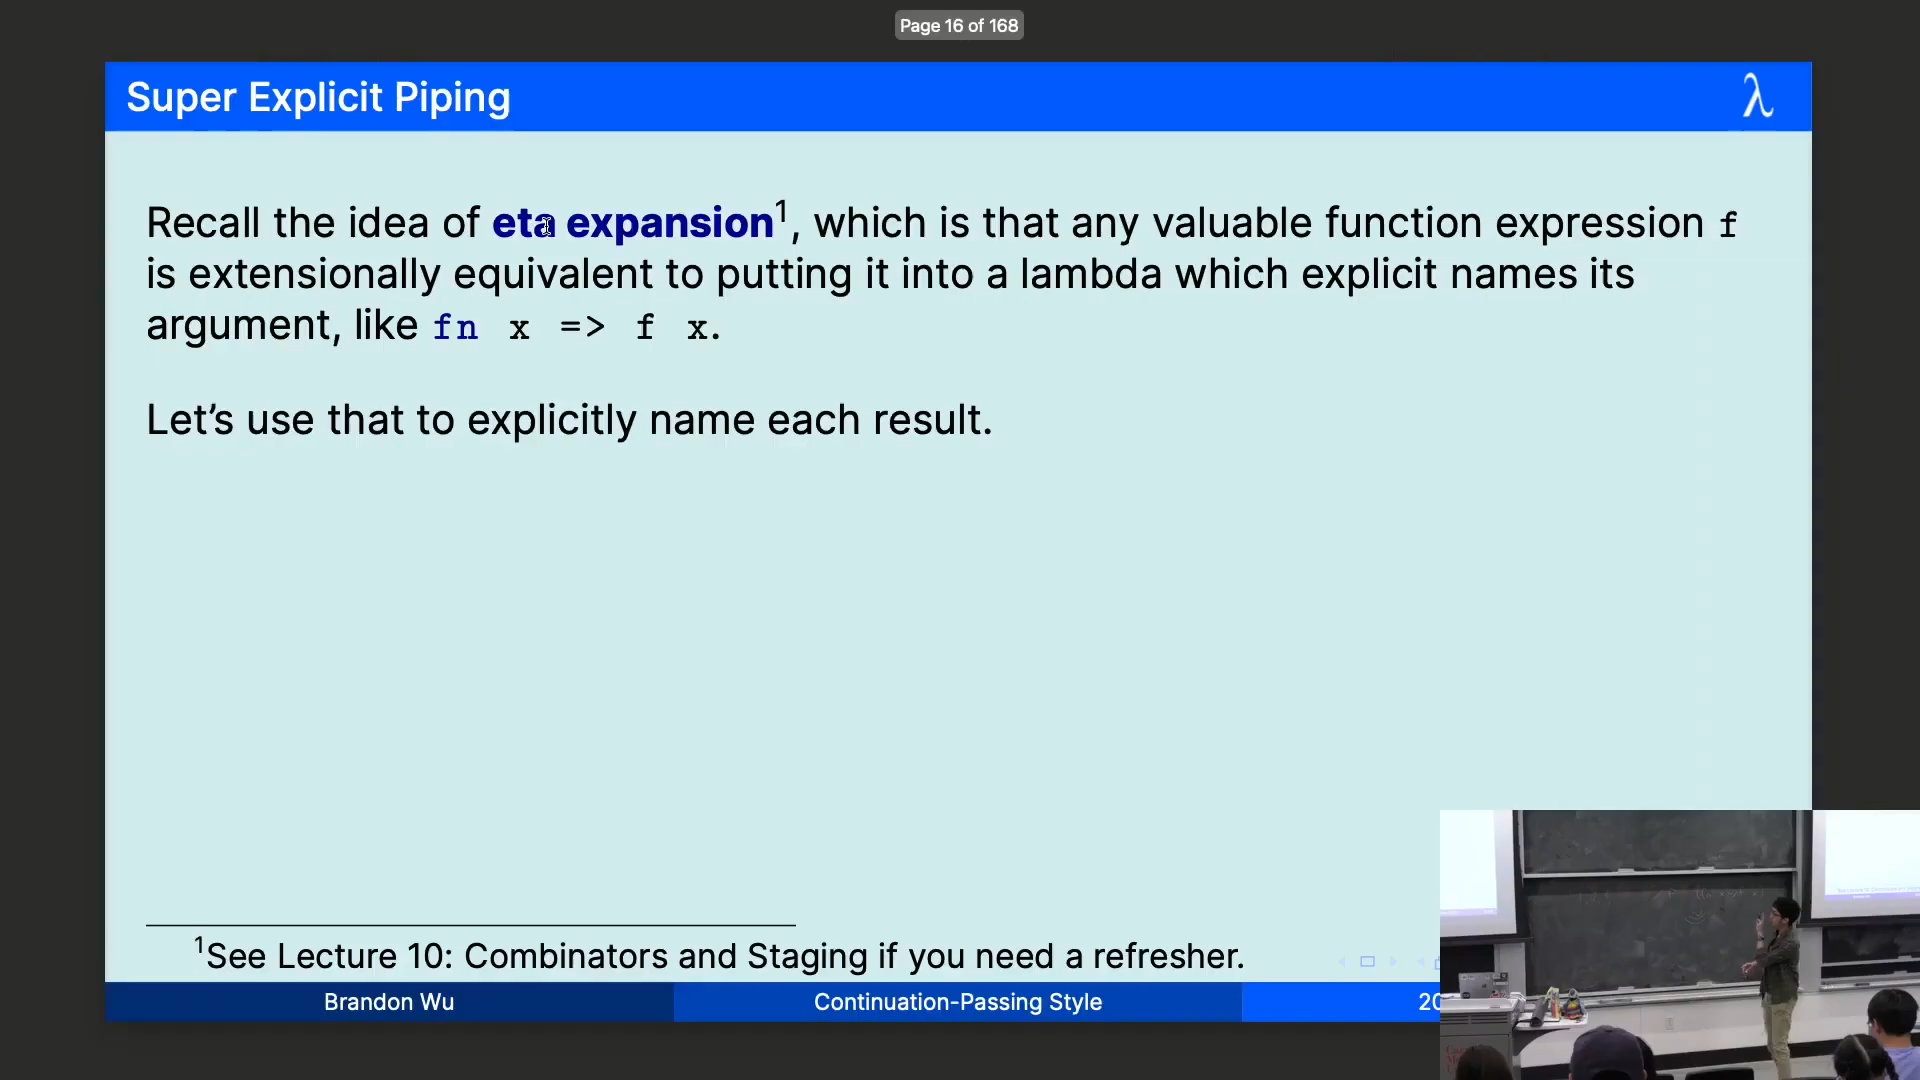 Page 16 of 168
Super Explicit Piping
λ
Recall the idea of eta expansion¹, which is that any valuable function expression f
is extensionally equivalent to putting it into a lambda which explicit names its
argument, like fn x => f x.
Let’s use that to explicitly name each result.
¹See Lecture 10: Combinators and Staging if you need a refresher.
Brandon Wu
Continuation-Passing Style
20